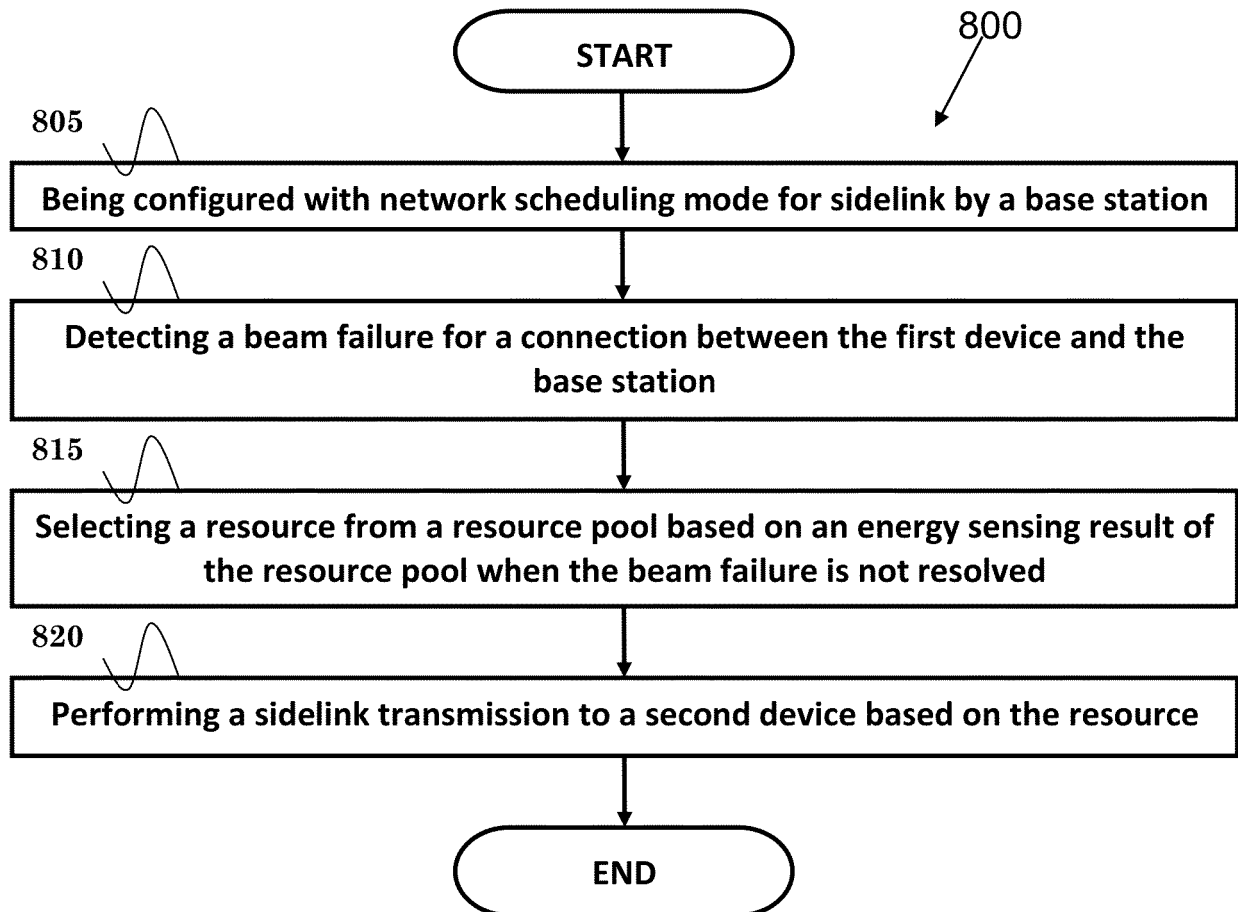 START
800
805
Being configured with network scheduling mode for sidelink by a base station
810
Detecting a beam failure for a connection between the first device and the
base station
815
Selecting a resource from a resource pool based on an energy sensing result of
the resource pool when the beam failure is not resolved
820
Performing a sidelink transmission to a second device based on the resource
END